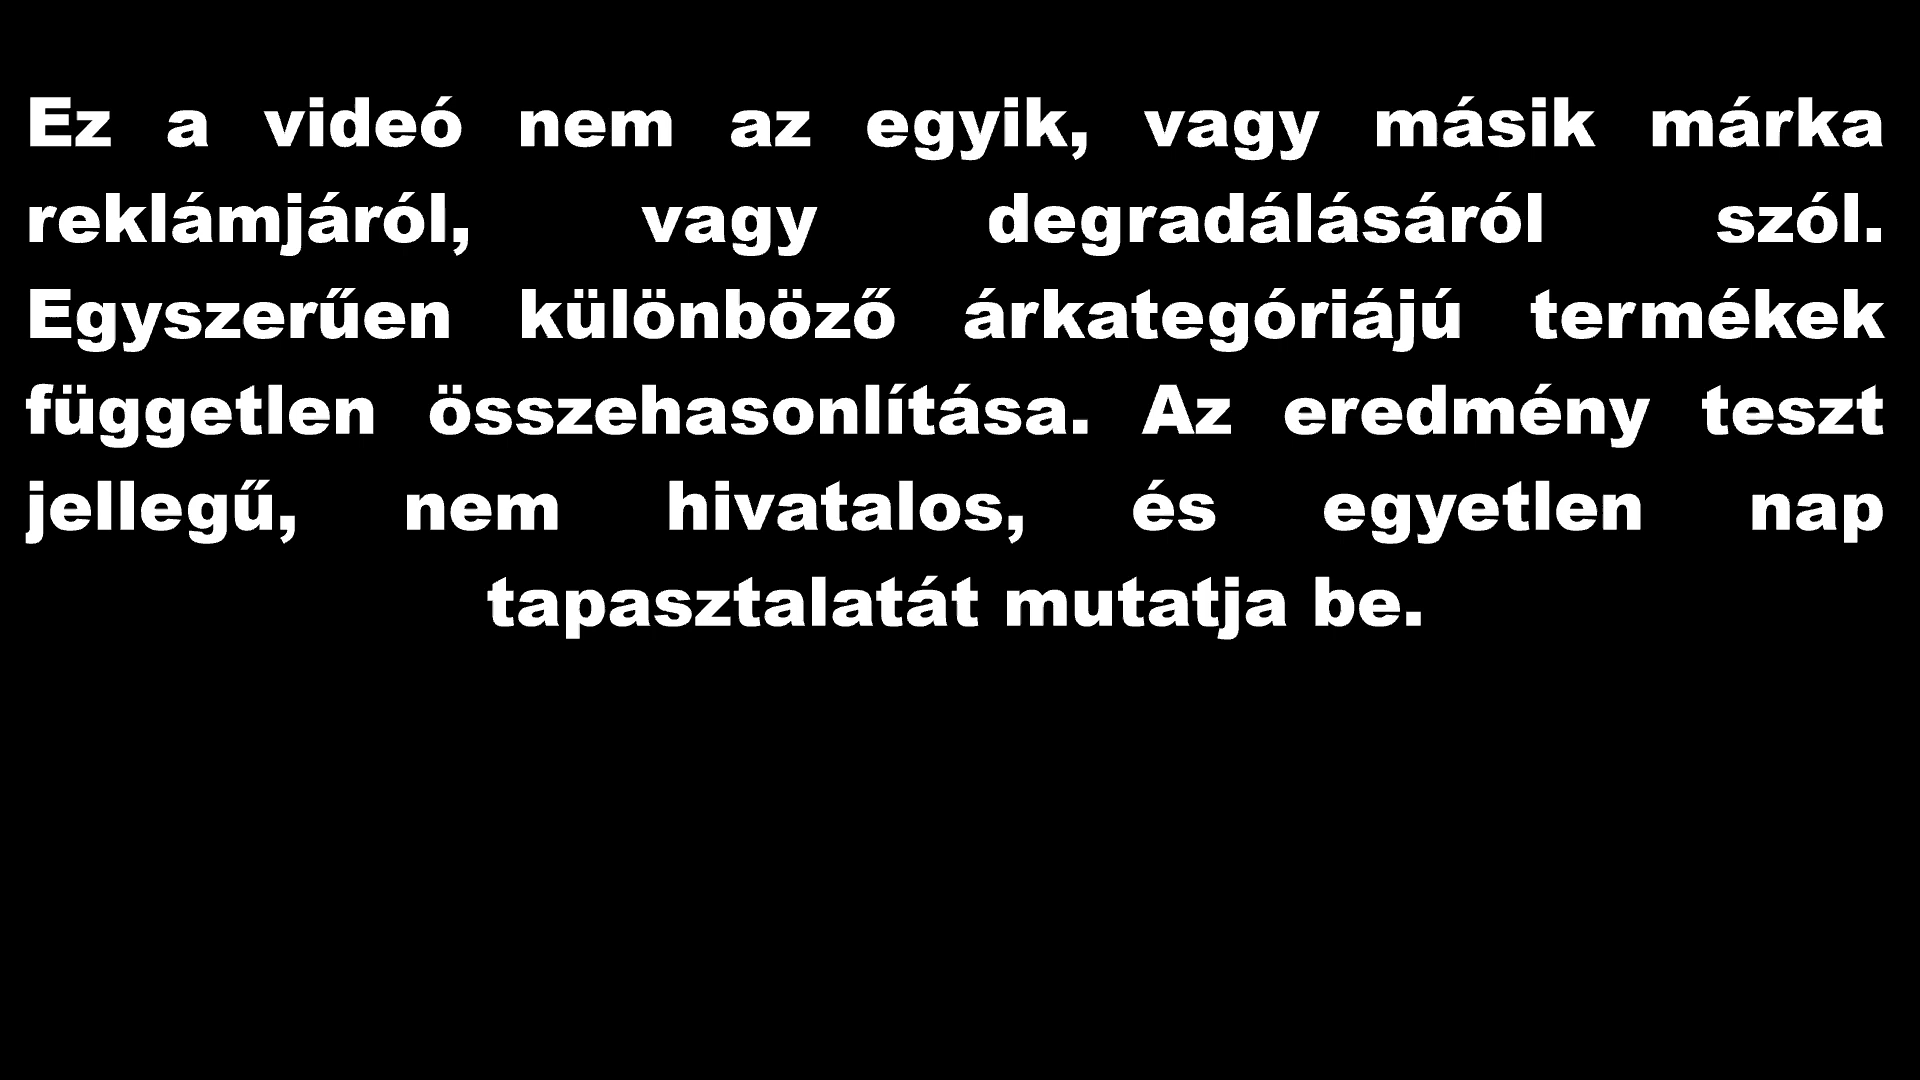 Ez a videó nem az egyik, vagy másik márka
reklámjáról, vagy degradálásáról szól.
Egyszerűen különböző árkategóriájú termékek
független összehasonlítása. Az eredmény teszt
jellegű, nem hivatalos, és egyetlen nap
tapasztalatát mutatja be.